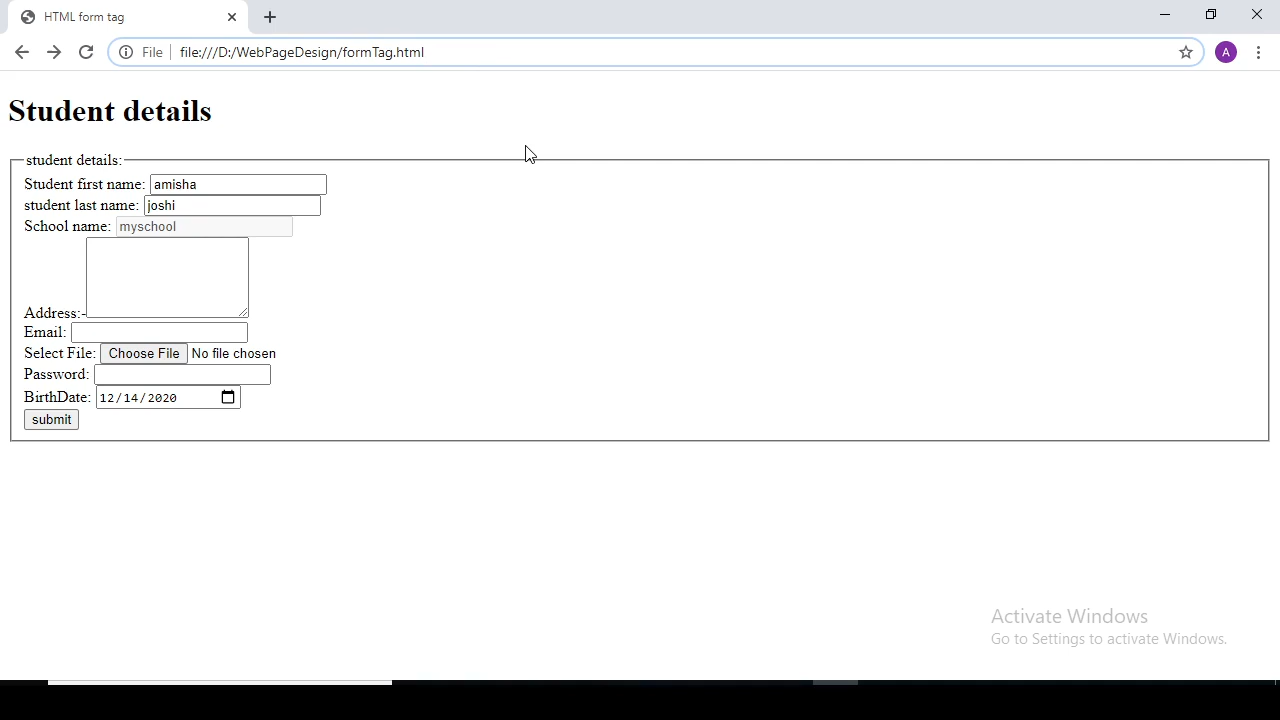 HTML form tag
File file:///D:/WebPageDesign/formTag.html
A
Student details
student details:
Student first name: amisha
student last name: joshi
School name: myschool
Address:-
Email:
Select File: Choose File No file chosen
Password:
BirthDate: 12/14/2020
submit
Activate Windows
Go to Settings to activate Windows.